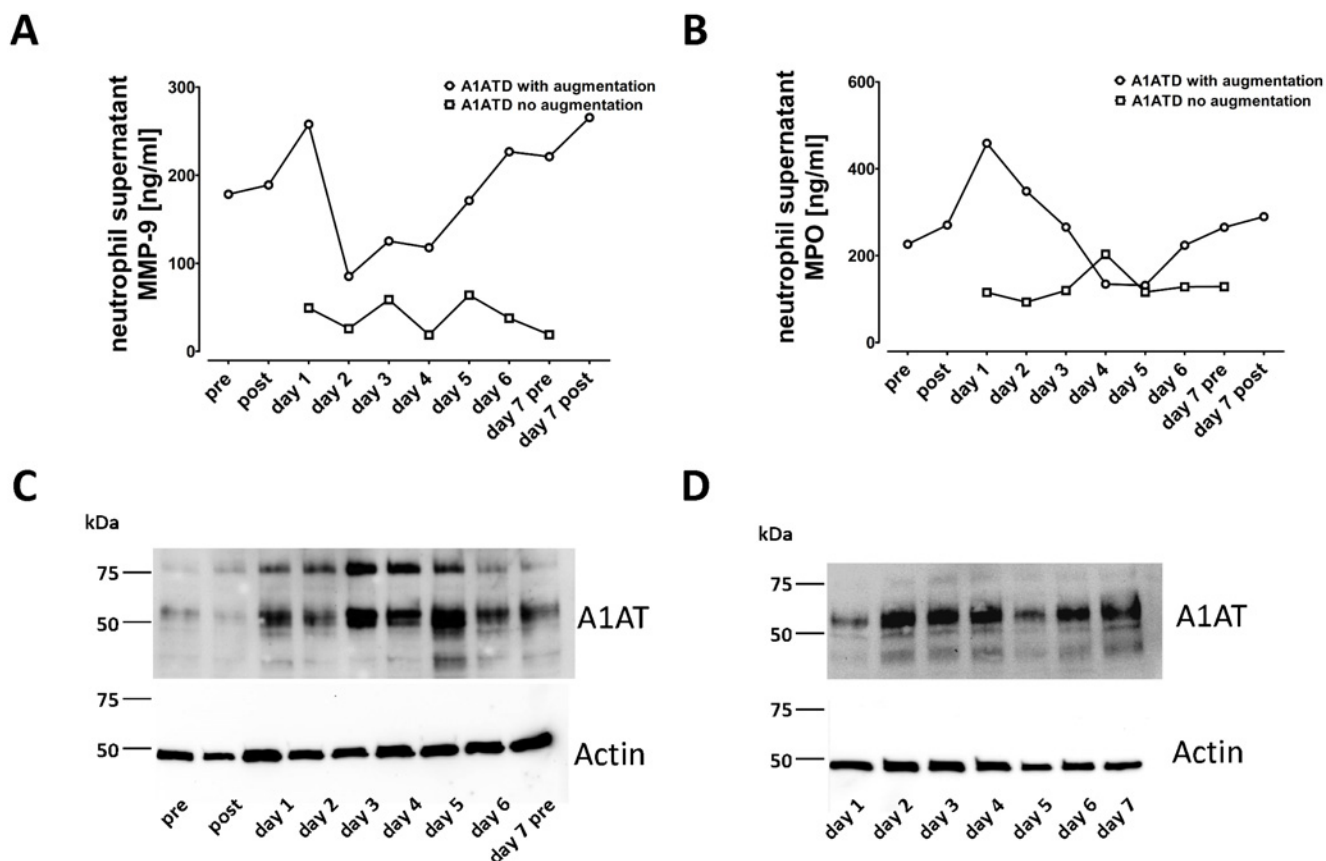 A
neutrophil supernatant
MMP-9 [ng/ml]
300
200
100
0
A1ATD with augmentation
A1ATD no augmentation
pre
post
day 1
day 2
day 3
day 4
day 5
day 6
day 7 pre
day 7 post
B
neutrophil supernatant
MPO [ng/ml]
600
400
200
0
A1ATD with augmentation
A1ATD no augmentation
pre
post
day 1
day 2
day 3
day 4
day 5
day 6
day 7 pre
day 7 post
C
kDa
75
50
A1AT
75
50
Actin
pre
post
day 1
day 2
day 3
day 4
day 5
day 6
day 7 pre
D
kDa
75
50
A1AT
75
50
Actin
day 1
day 2
day 3
day 4
day 5
day 6
day 7